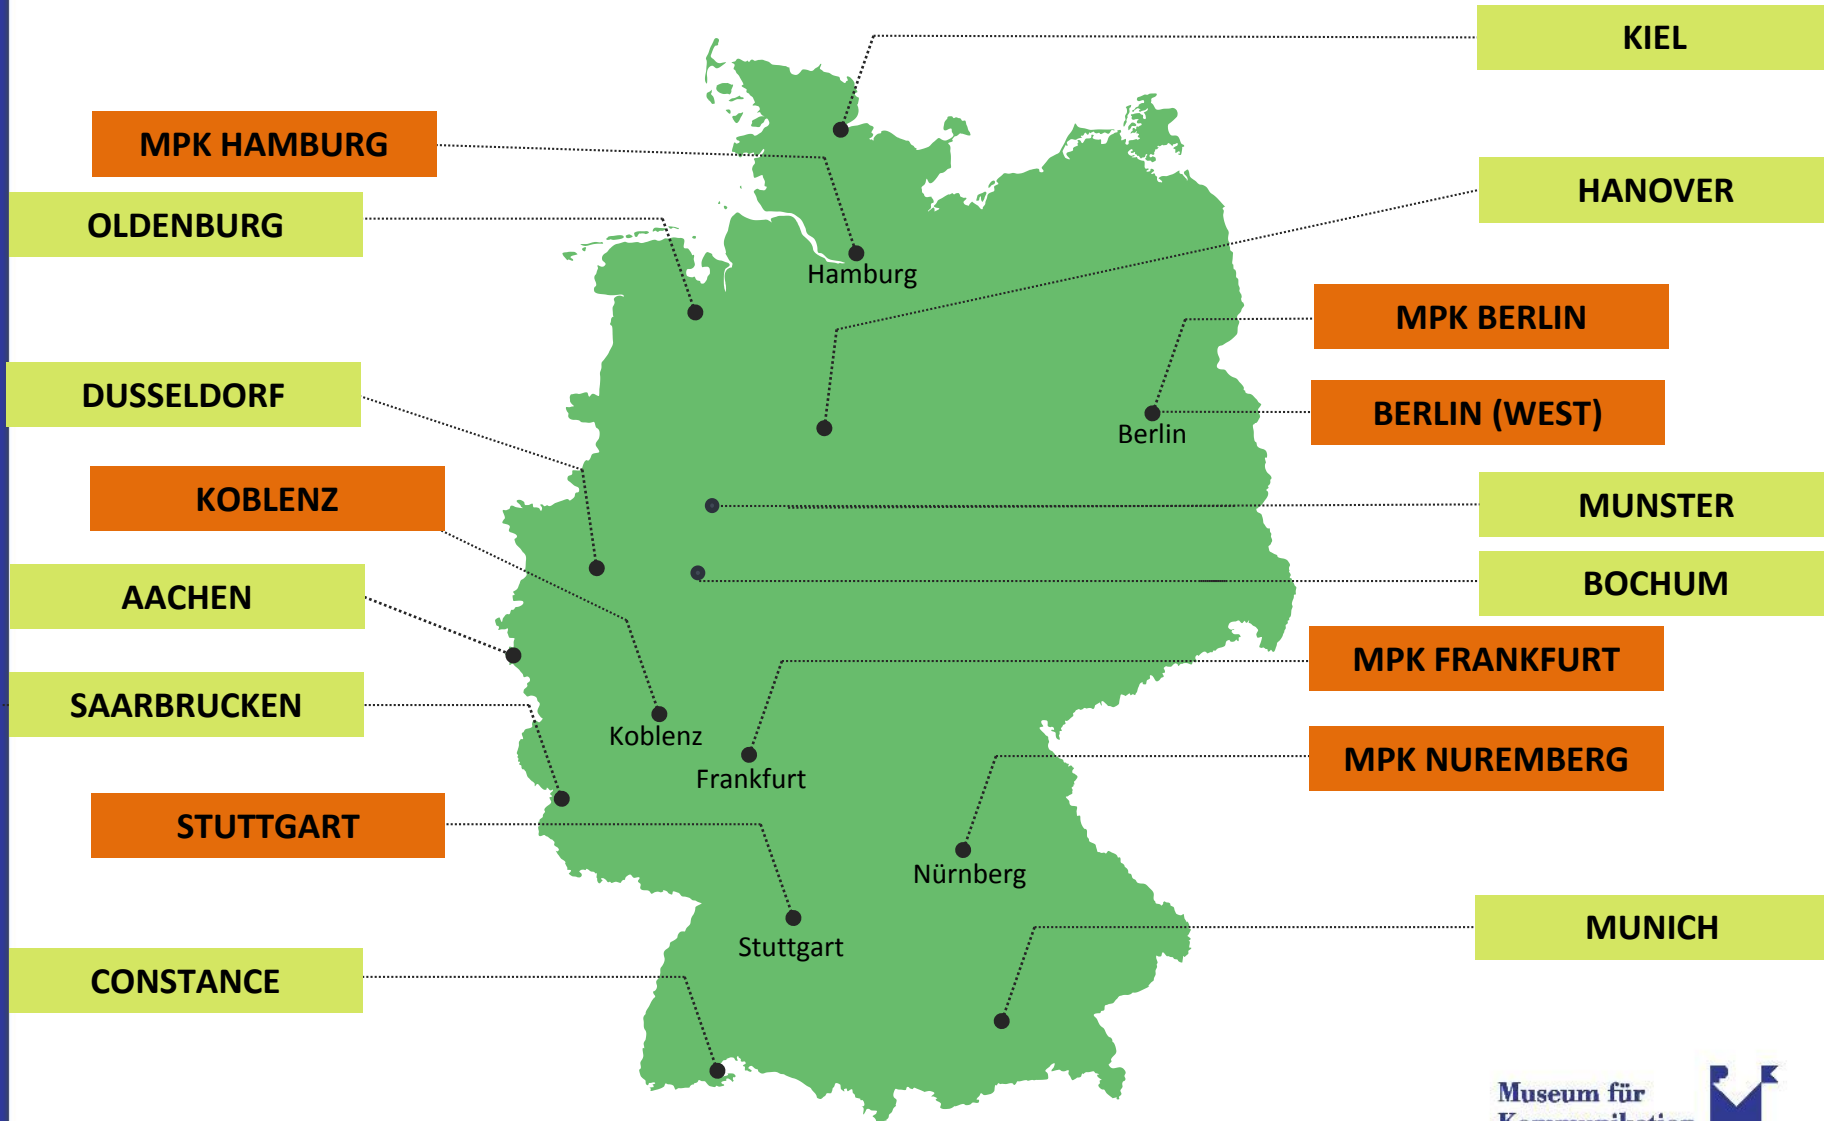 KIEL
MPK HAMBURG
HANOVER
OLDENBURG
Hamburg
MPK BERLIN
DUSSELDORF
BERLIN (WEST)
Berlin
KOBLENZ
MUNSTER
AACHEN
BOCHUM
MPK FRANKFURT
SAARBRUCKEN
Koblenz
MPK NUREMBERG
Frankfurt
STUTTGART
Nürnberg
MUNICH
Stuttgart
CONSTANCE
Museum für
Kommunikation